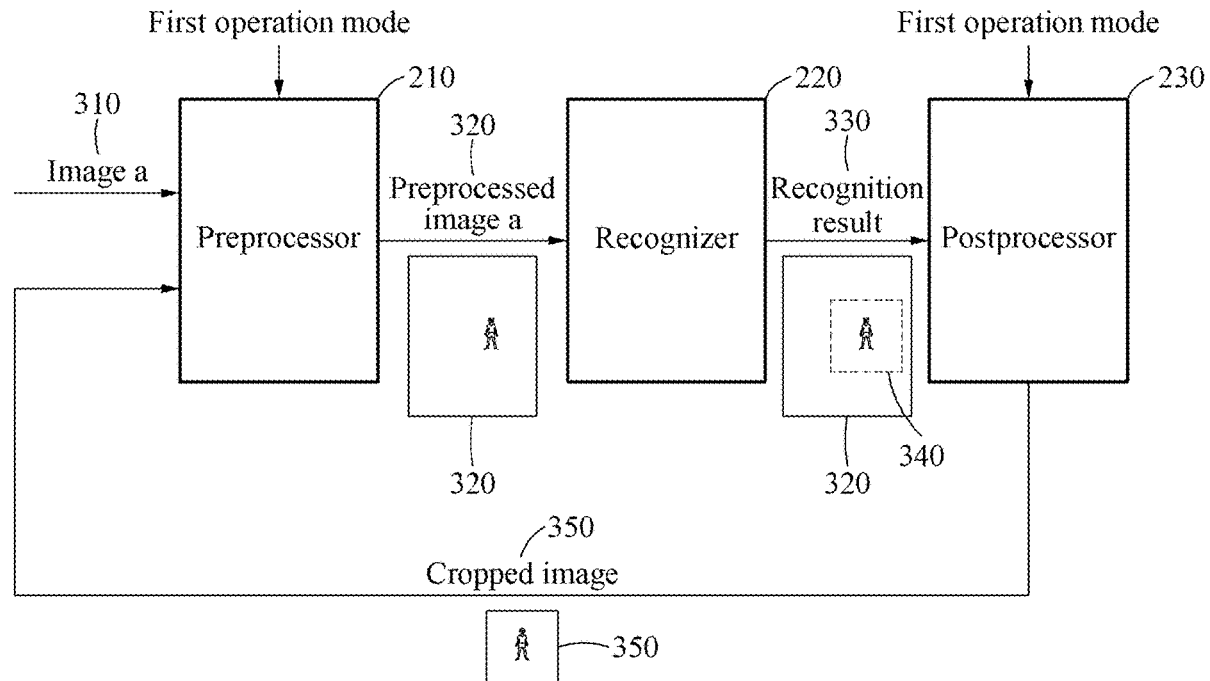 First operation mode
First operation mode
210
220
230
310
320
330
Image a
Preprocessed
image a
Recognition
result
Preprocessor
Recognizer
Postprocessor
340
320
320
350
Cropped image
350